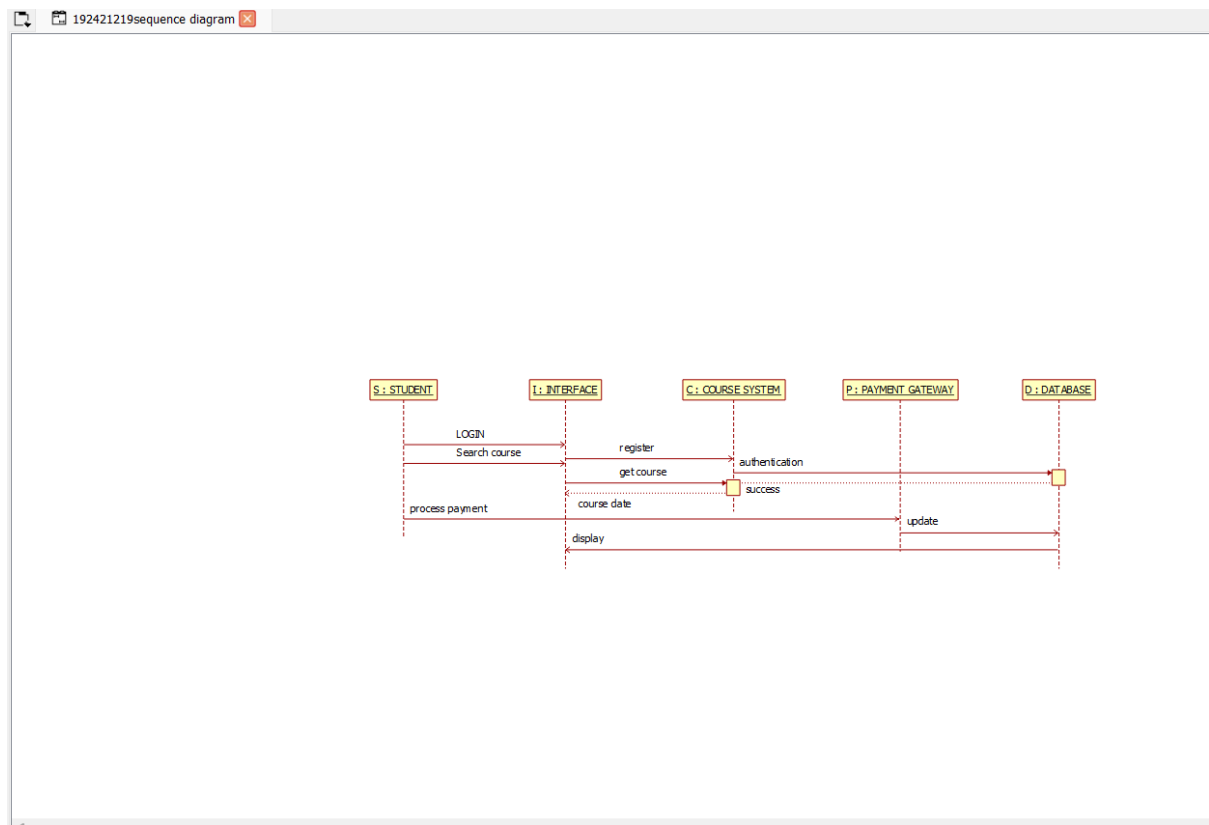 192421219sequence diagram
S : STUDENT
I : INTERFACE
C : COURSE SYSTEM
P : PAYMENT GATEWAY
D : DATABASE
LOGIN
register
Search course
authentication
get course
success
course date
process payment
update
display